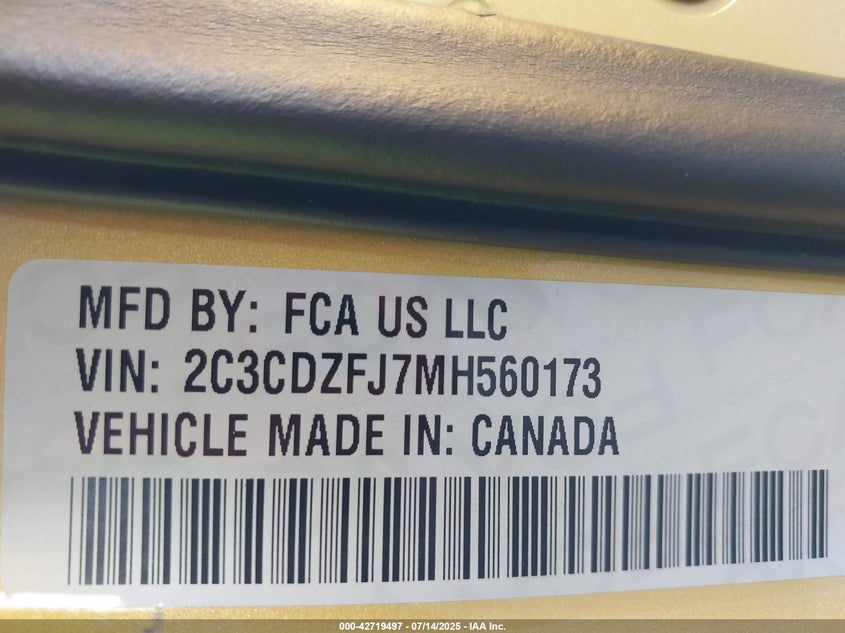 MFD BY: FCA US LLC
VIN: 2C3CDZFJ7MH560173
VEHICLE MADE IN: CANADA
000-42719497 - 07/14/2025 - IAA Inc.